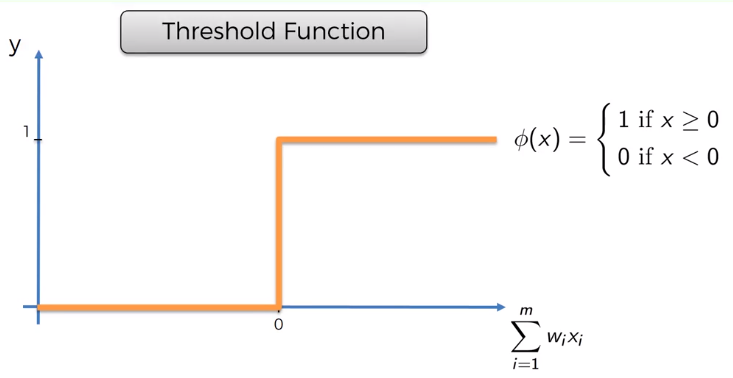 Threshold Function
y
1
ϕ(x) = { 1 if x ≥ 0
0 if x < 0
0
m
∑ wᵢxᵢ
i=1